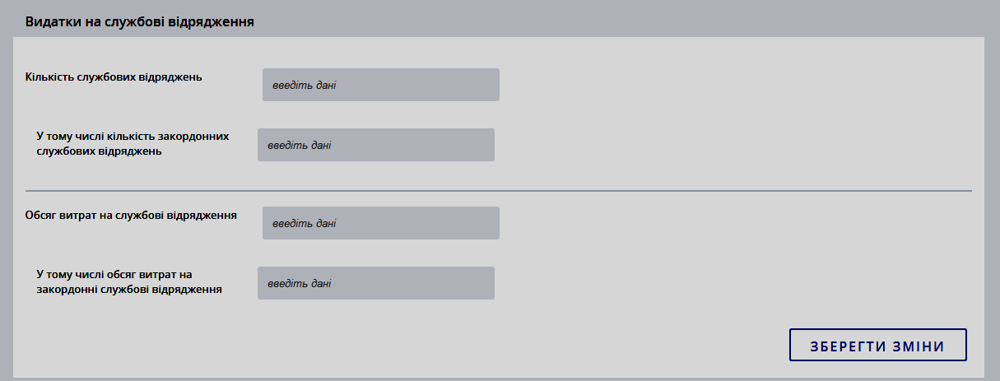 Видатки на службові відрядження
Кількість службових відряджень
введіть дані
У тому числі кількість закордонних
службових відряджень
введіть дані
Обсяг витрат на службові відрядження
введіть дані
У тому числі обсяг витрат на
закордонні службові відрядження
введіть дані
ЗБЕРЕГТИ ЗМІНИ